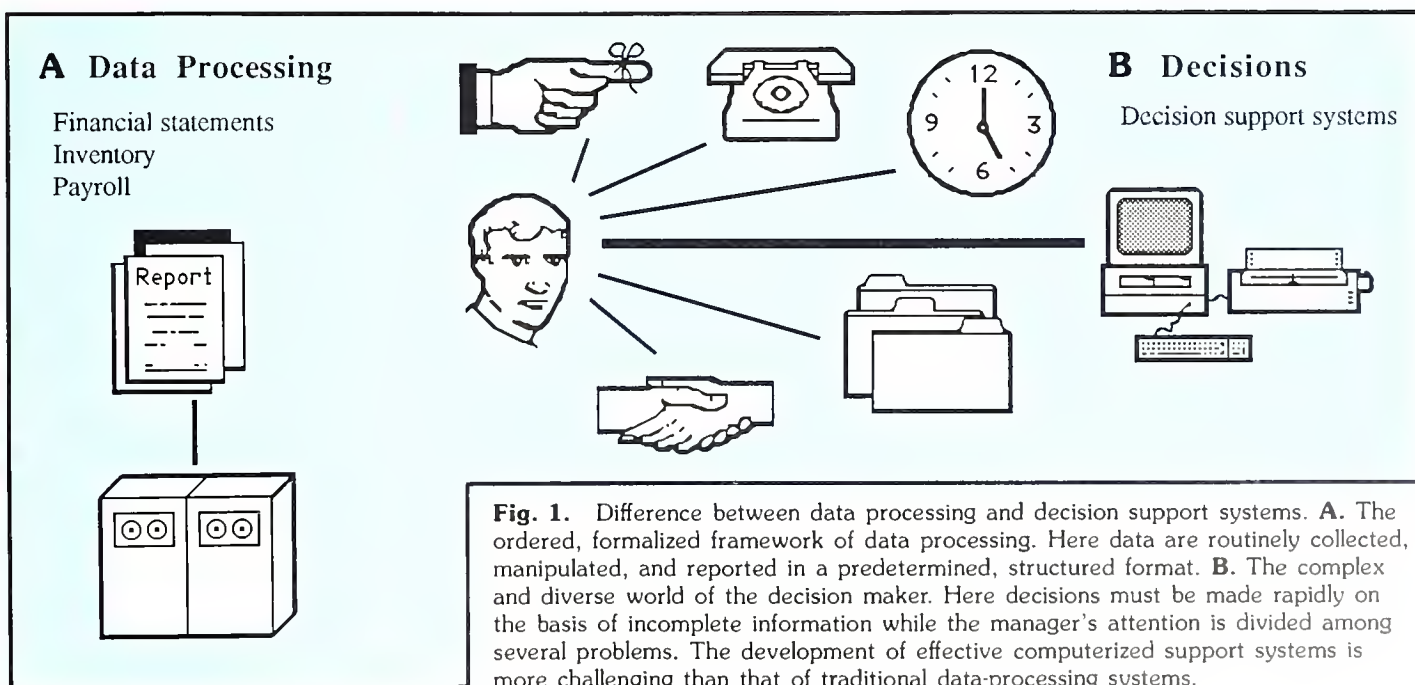 A Data Processing
Financial statements
Inventory
Payroll
Report
12
9
3
6
B Decisions
Decision support systems
Fig. 1. Difference between data processing and decision support systems. A. The
ordered, formalized framework of data processing. Here data are routinely collected,
manipulated, and reported in a predetermined, structured format. B. The complex
and diverse world of the decision maker. Here decisions must be made rapidly on
the basis of incomplete information while the manager's attention is divided among
several problems. The development of effective computerized support systems is
more challenging than that of traditional data-processing systems.